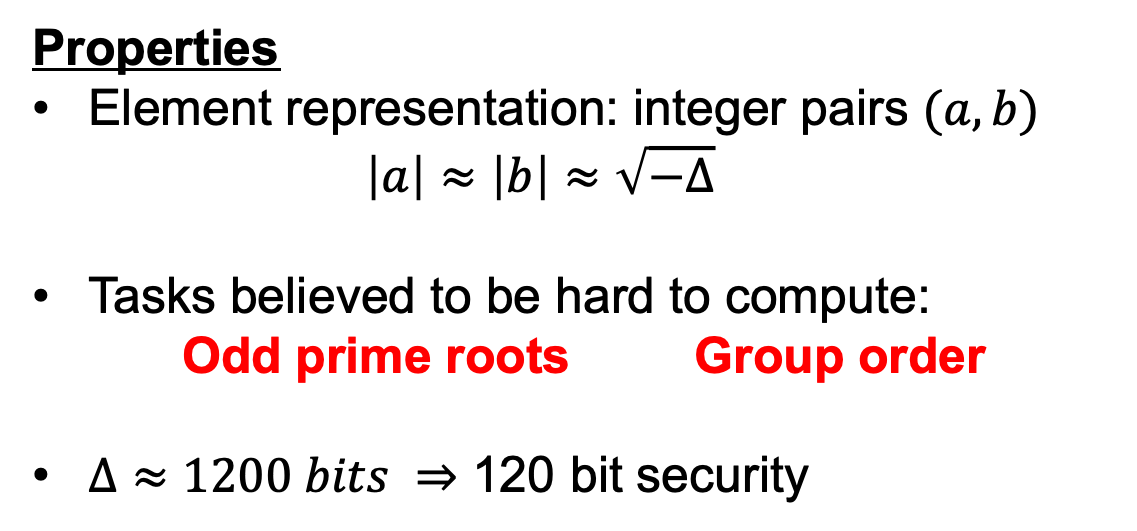 Properties
• Element representation: integer pairs (a, b)
|a| ≈ |b| ≈ √−Δ
• Tasks believed to be hard to compute:
Odd prime roots Group order
• Δ ≈ 1200 bits ⇒ 120 bit security